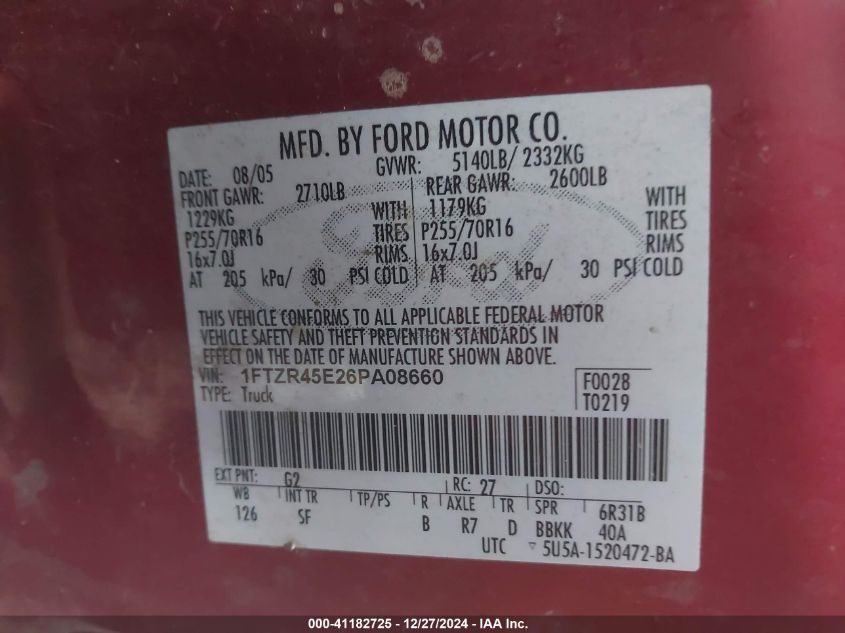 MFD. BY FORD MOTOR CO.
DATE: 08/05 GVWR: 5140LB/ 2332KG
FRONT GAWR: 2710LB REAR GAWR: 2600LB
1229KG WITH 1179KG WITH
P255/70R16 TIRES P255/70R16 TIRES
16x7.0J RIMS 16x7.0J RIMS
AT 205 kPa/ 30 PSI COLD AT 205 kPa/ 30 PSI COLD
THIS VEHICLE CONFORMS TO ALL APPLICABLE FEDERAL MOTOR
VEHICLE SAFETY AND THEFT PREVENTION STANDARDS IN
EFFECT ON THE DATE OF MANUFACTURE SHOWN ABOVE.
VIN: 1FTZR45E26PA08660 F0028
TYPE: Truck T0219
EXT PNT: G2 RC: 27 DSO:
WB INT TR TP/PS R AXLE TR SPR 6R31B
126 SF B R7 D BBKK 40A
UTC ▽ 5U5A-1520472-BA
000-41182725 - 12/27/2024 - Copyright © 2024 IAA, Inc.